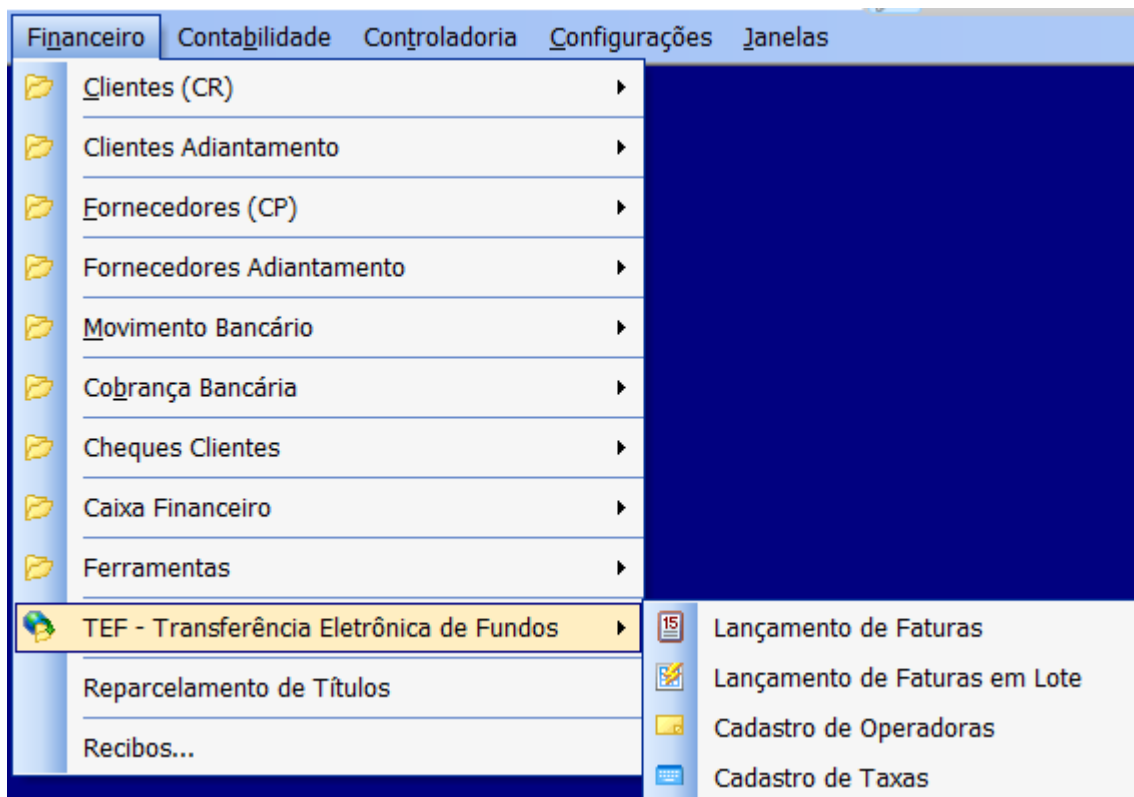 Financeiro Contabilidade Controladoria Configurações Janelas
Clientes (CR)
Clientes Adiantamento
Fornecedores (CP)
Fornecedores Adiantamento
Movimento Bancário
Cobrança Bancária
Cheques Clientes
Caixa Financeiro
Ferramentas
TEF - Transferência Eletrônica de Fundos
15 Lançamento de Faturas
Lançamento de Faturas em Lote
Reparcelamento de Títulos
Cadastro de Operadoras
Recibos...
Cadastro de Taxas